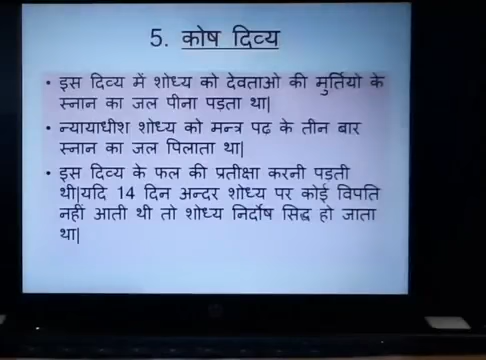 5. कोष दिव्य
• इस दिव्य में शोध्य को देवताओ की मुर्तियो के
स्नान का जल पीना पड़ता था|
• न्यायाधीश शोध्य को मन्त्र पढ के तीन बार
स्नान का जल पिलाता था|
• इस दिव्य के फल की प्रतीक्षा करनी पड़ती
थी|यदि 14 दिन अन्दर शोध्य पर कोई विपति
नहीं आती थी तो शोध्य निर्दोष सिद्ध हो जाता
था|